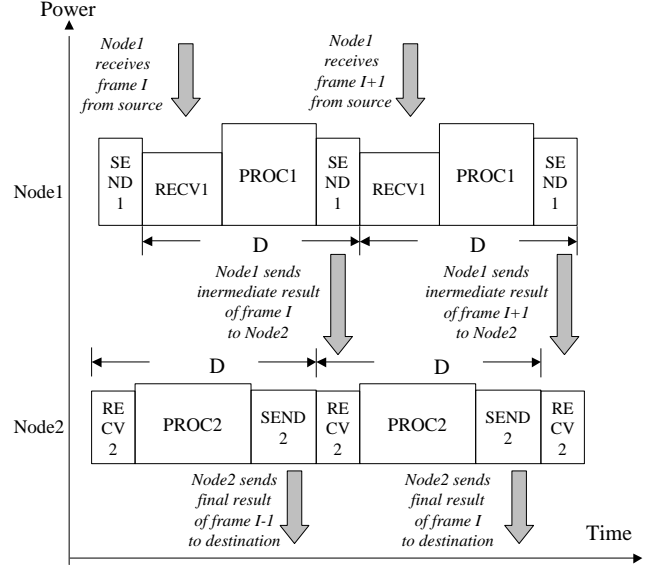 Power
Node1
receives
frame I
from source
Node1
receives
frame I+1
from source
Node1
SE
ND
1
RECV1
PROC1
SE
ND
1
RECV1
PROC1
SE
ND
1
D
D
Node1 sends
inermediate result
of frame I
to Node2
Node1 sends
inermediate result
of frame I+1
to Node2
D
D
Node2
RE
CV
2
PROC2
SEND
2
RE
CV
2
PROC2
SEND
2
RE
CV
2
Node2 sends
final result
of frame I-1
to destination
Node2 sends
final result
of frame I
to destination
Time